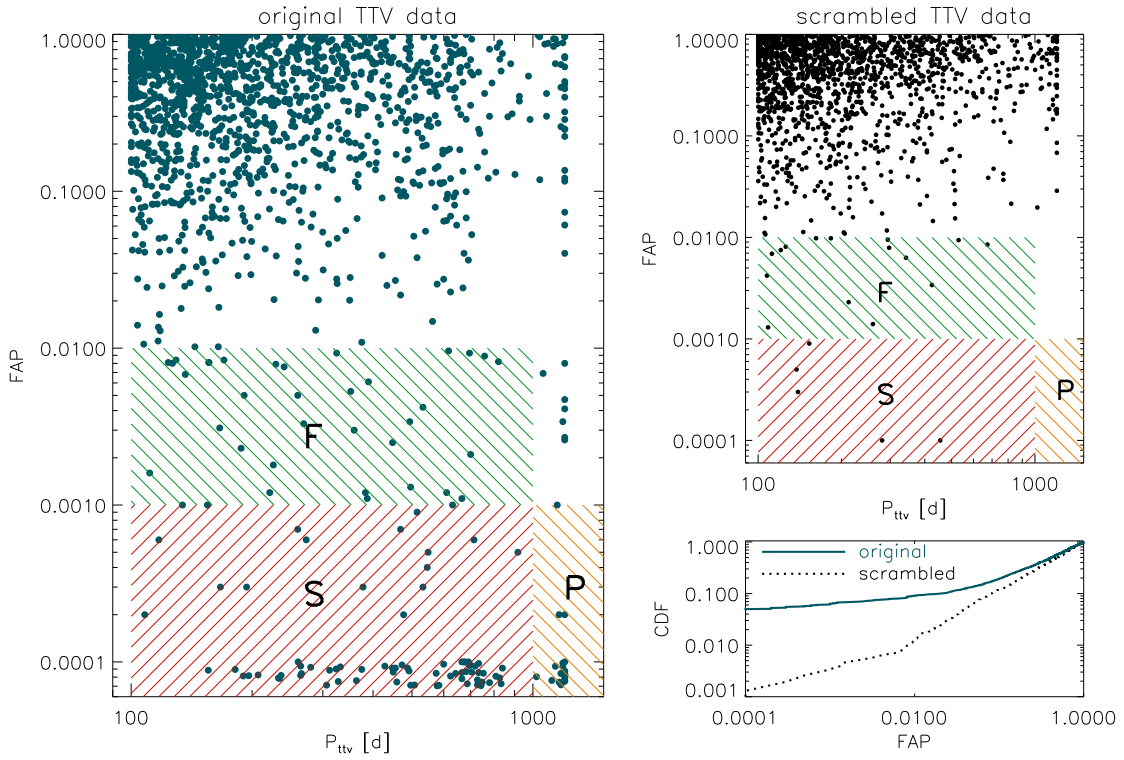 original TTV data
1.0000
0.1000
0.0100
0.0010
0.0001
FAP
F
S
P
100
1000
P_ttv [d]
scrambled TTV data
1.0000
0.1000
0.0100
0.0010
0.0001
FAP
F
S
P
100
1000
P_ttv [d]
original
scrambled
1.000
0.100
0.010
0.001
CDF
0.0001
0.0100
1.0000
FAP